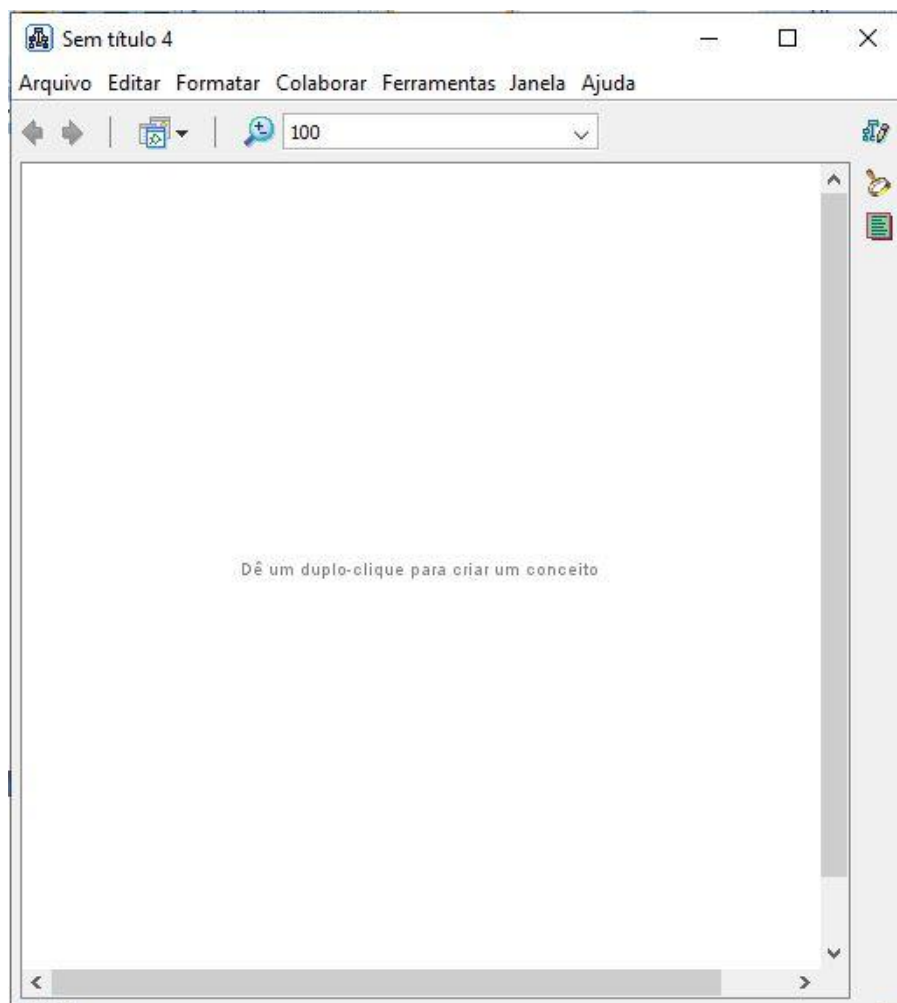 Sem título 4
Arquivo Editar Formatar Colaborar Ferramentas Janela Ajuda
100
Dê um duplo-clique para criar um conceito